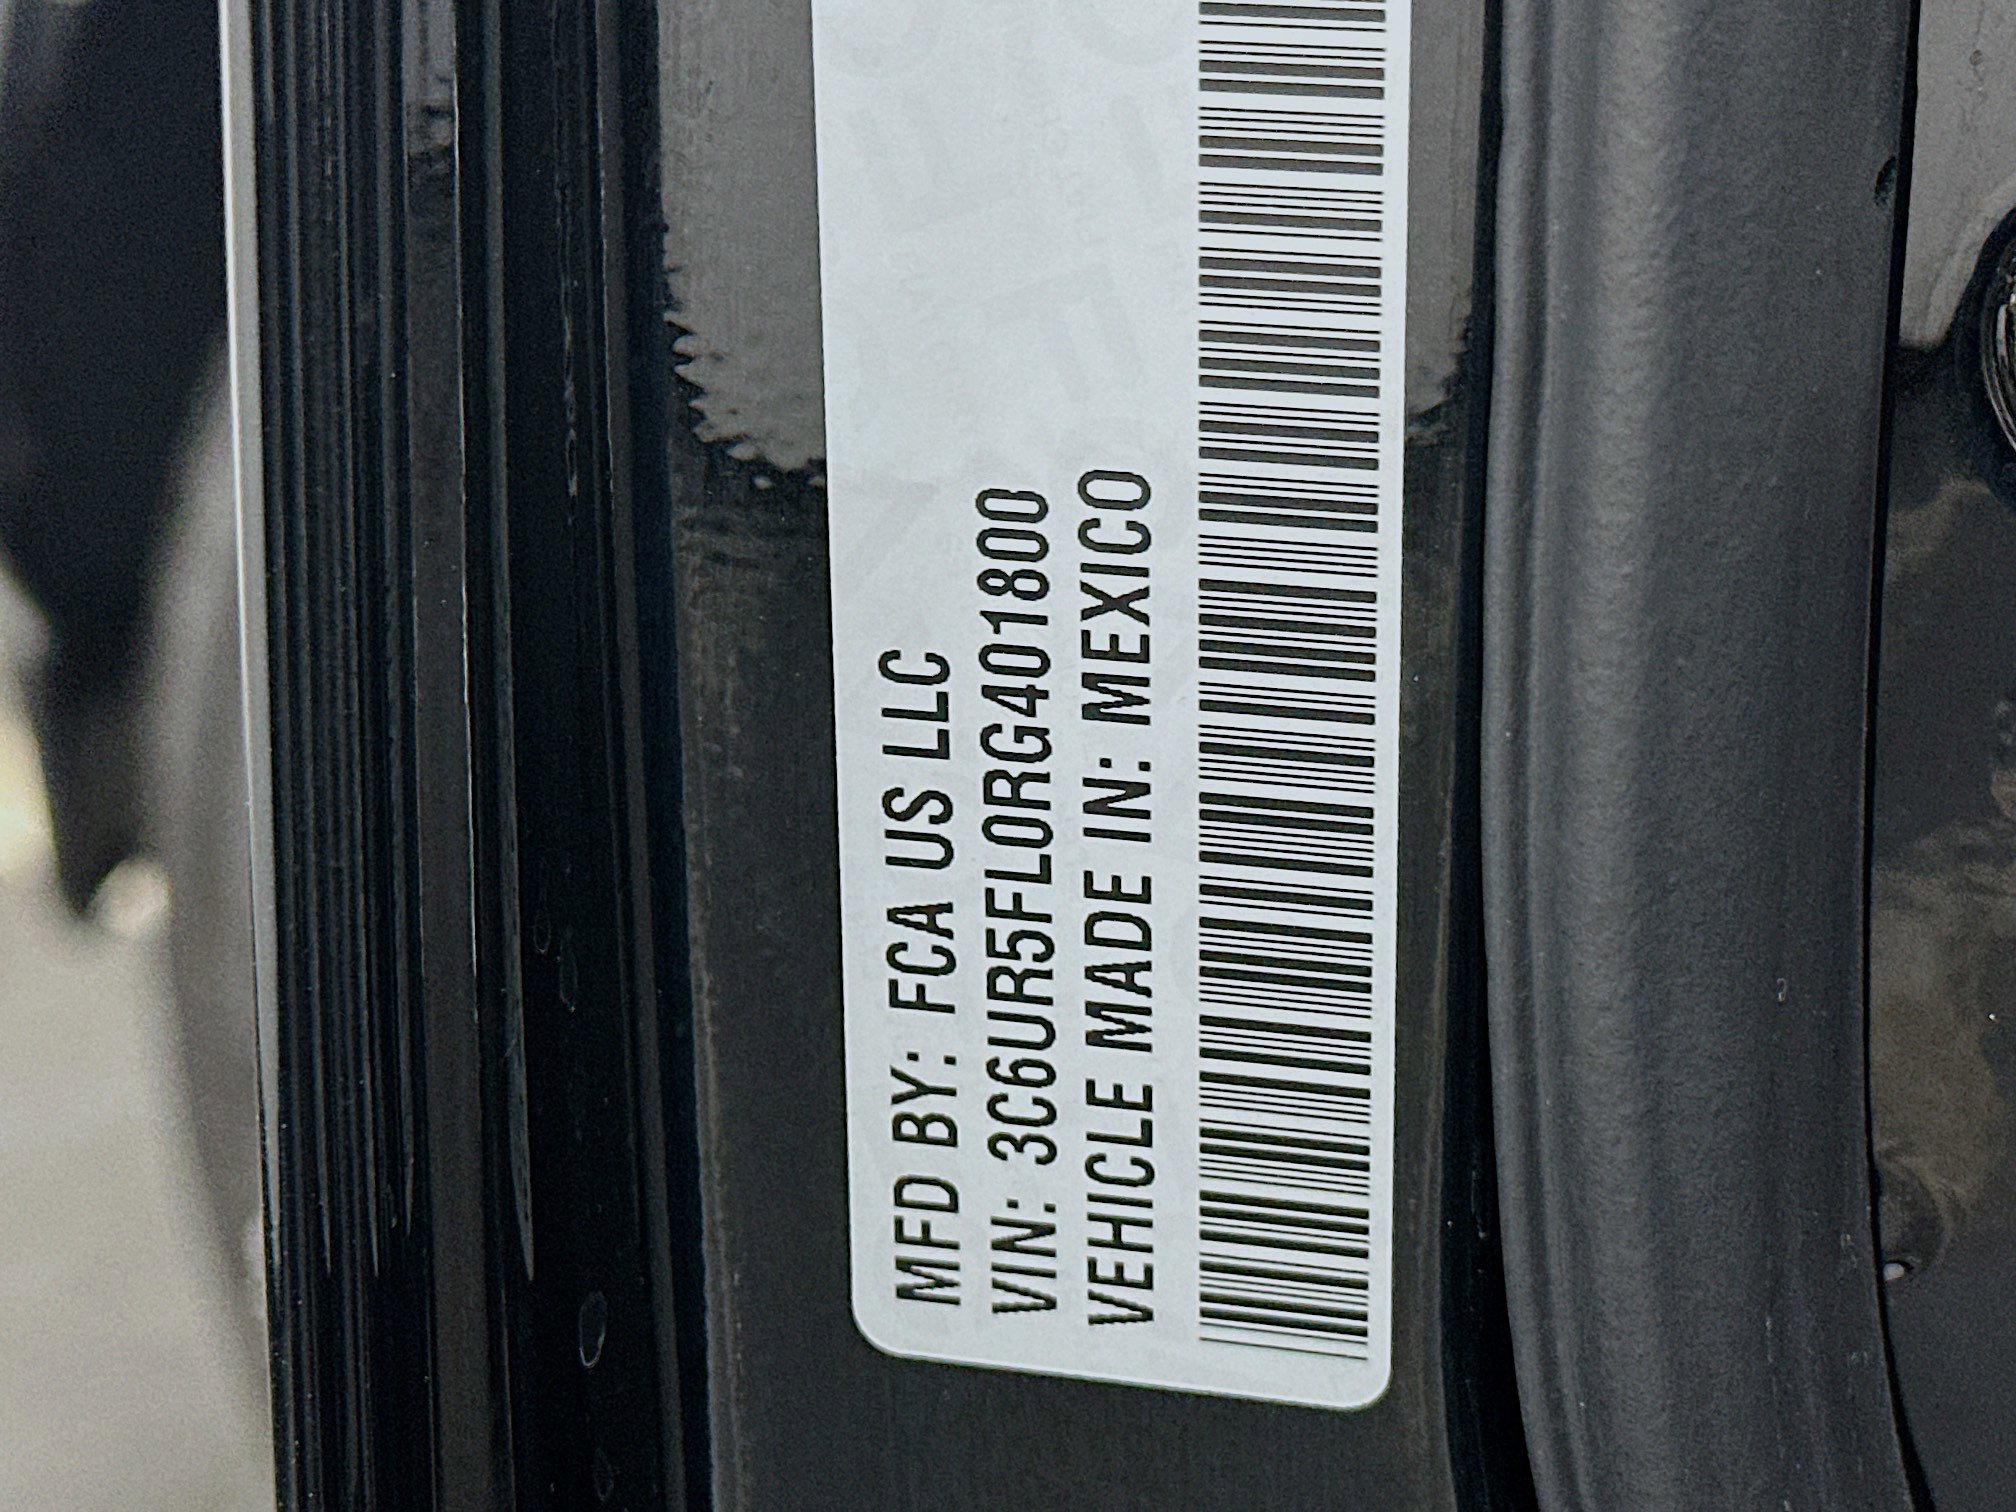 MFD BY: FCA US LLC
VIN: 3C6UR5FL0RG401800
VEHICLE MADE IN: MEXICO